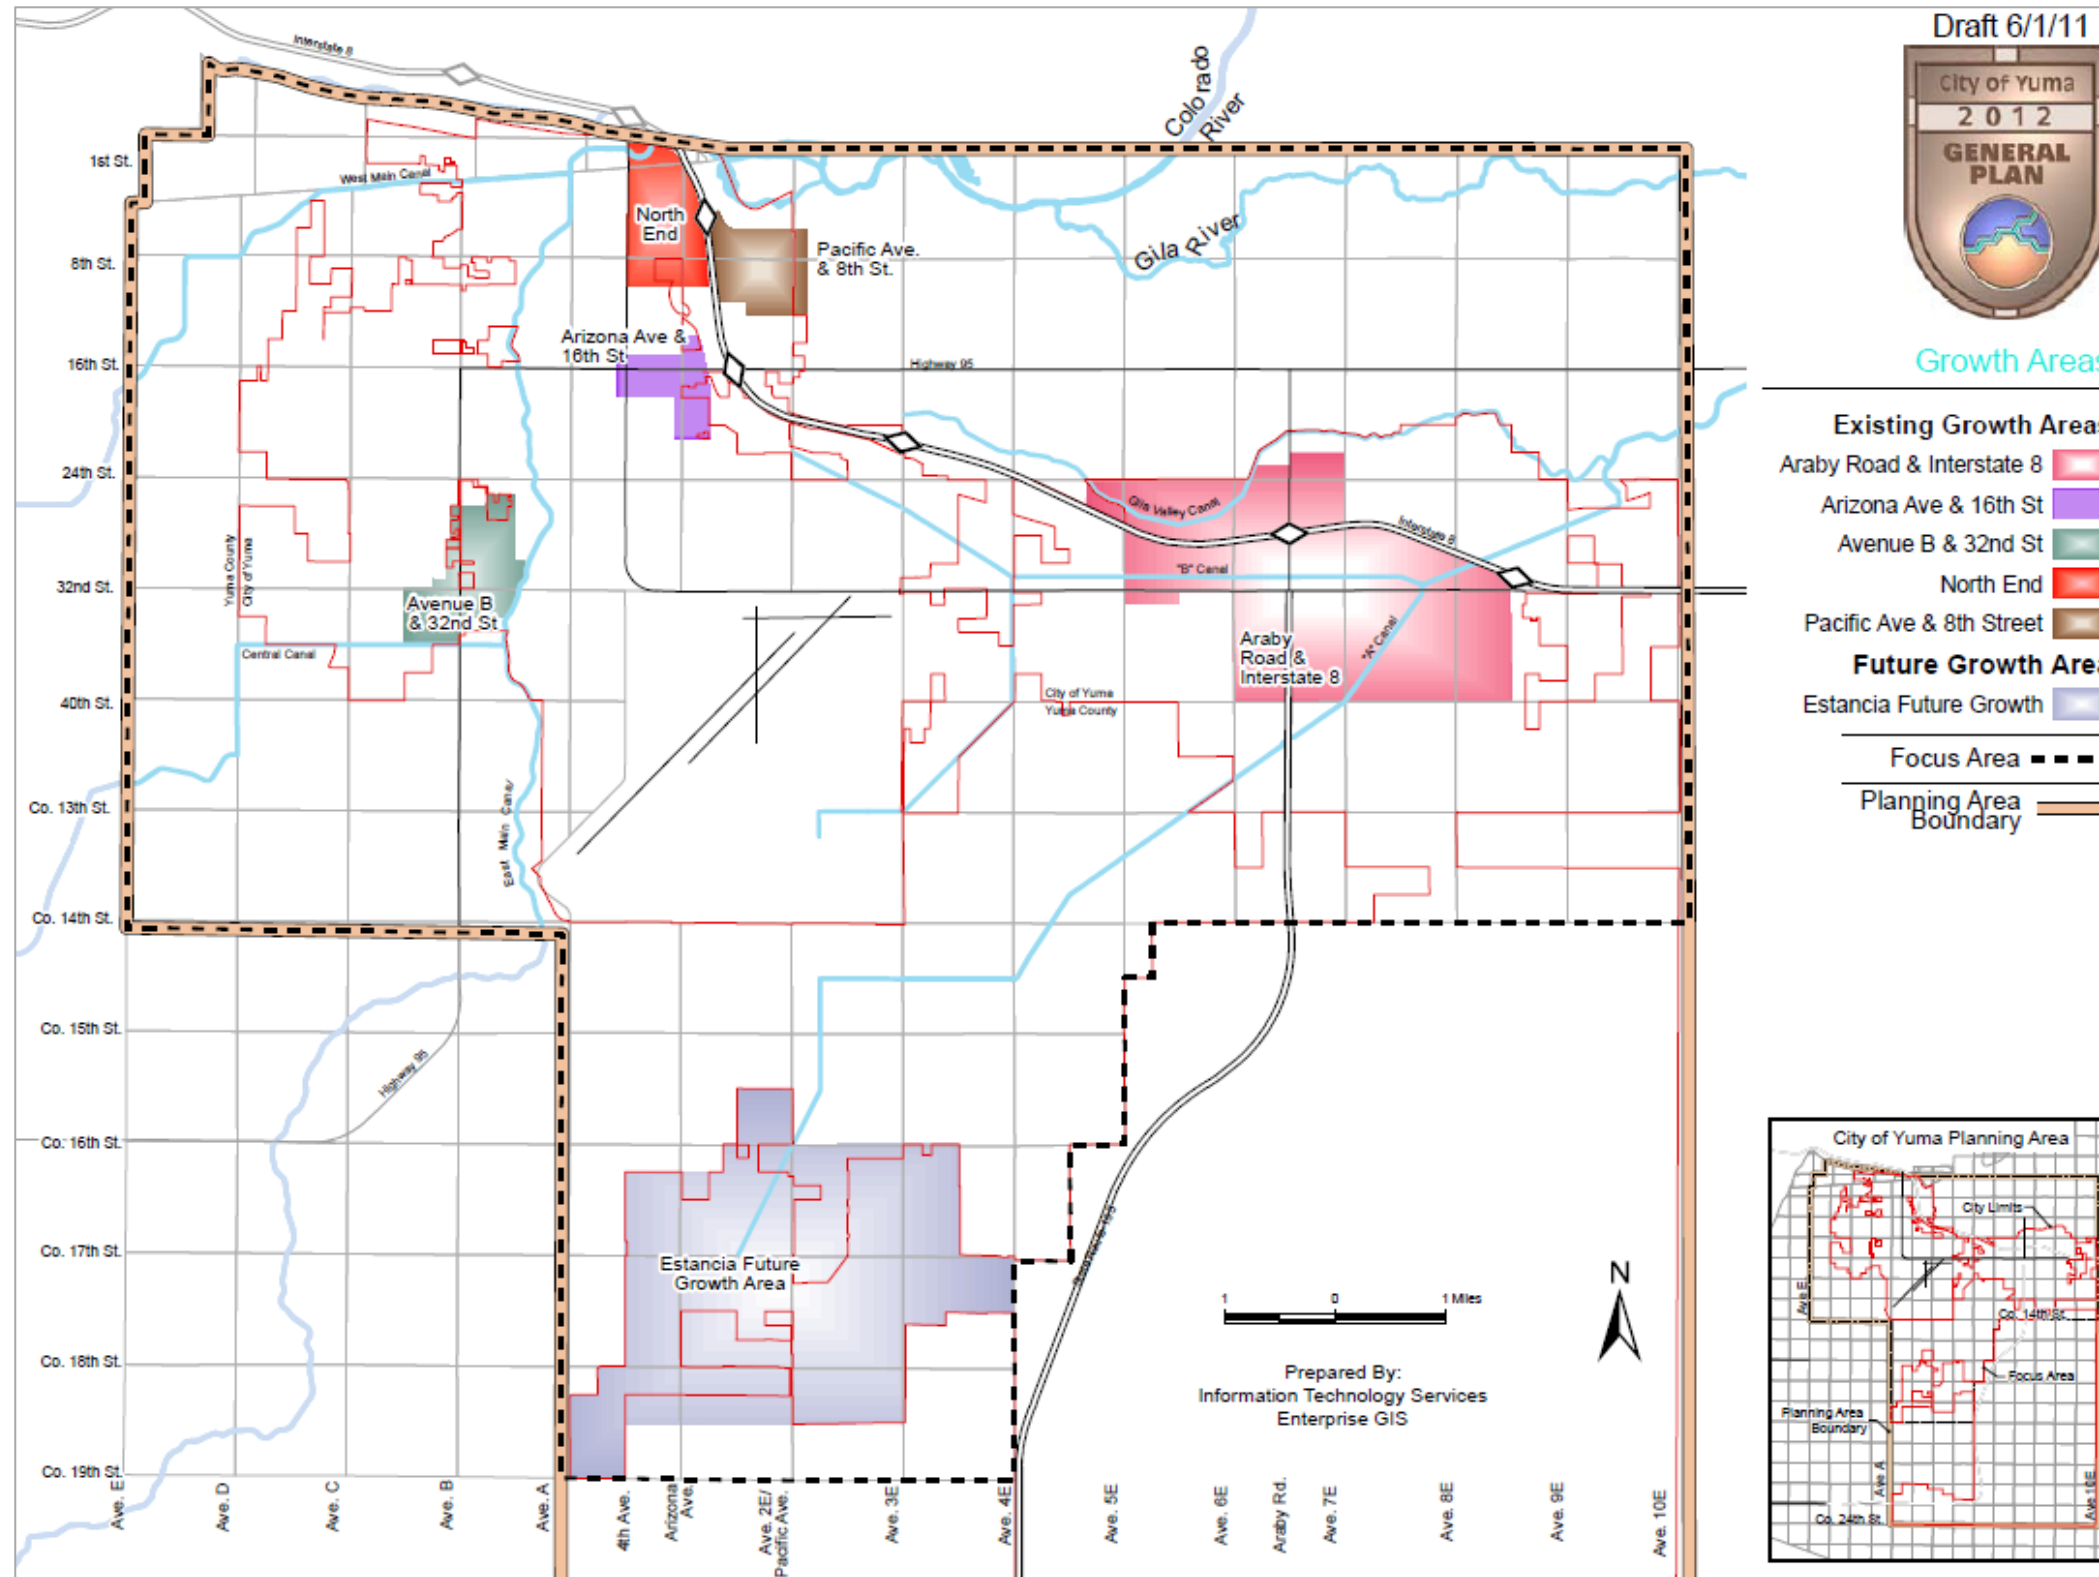 Draft 6/1/11
City of Yuma
2012
GENERAL
PLAN
Growth Areas
Existing Growth Areas
Araby Road & Interstate 8
Arizona Ave & 16th St
Avenue B & 32nd St
North End
Pacific Ave & 8th Street
Future Growth Area
Estancia Future Growth
Focus Area
Planning Area
Boundary
Interstate 8
Colorado
River
Gila River
1st St.
8th St.
16th St.
24th St.
32nd St.
40th St.
Co. 13th St.
Co. 14th St.
Co. 15th St.
Co. 16th St.
Co. 17th St.
Co. 18th St.
Co. 19th St.
West Main Canal
North
End
Pacific Ave.
& 8th St.
Arizona Ave &
16th St
Highway 95
Gila Valley Canal
Interstate 8
"B" Canal
"A" Canal
Yuma County
City of Yuma
Avenue B
& 32nd St
Central Canal
Araby
Road &
Interstate 8
City of Yuma
Yuma County
East Main Canal
Highway 95
Estancia Future
Growth Area
1 0 1 Miles
N
Prepared By:
Information Technology Services
Enterprise GIS
Ave. E
Ave. D
Ave. C
Ave. B
Ave. A
4th Ave.
Arizona
Ave.
Ave. 2E/
Pacific Ave.
Ave. 3E
Ave. 4E
Ave. 5E
Ave. 6E
Araby Rd.
Ave. 7E
Ave. 8E
Ave. 9E
Ave. 10E
City of Yuma Planning Area
City Limits
Ave E
Co. 14th St.
Focus Area
Planning Area
Boundary
Ave A
Co. 24th St.
Ave 10E